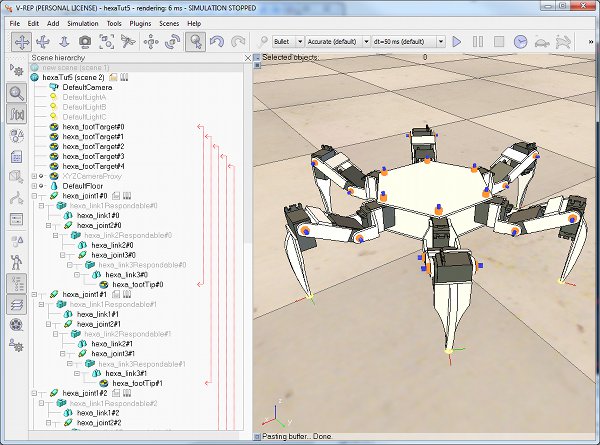 V-REP (PERSONAL LICENSE) - hexaTut5 - rendering: 6 ms - SIMULATION STOPPED
File Edit Add Simulation Tools Plugins Scenes Help
Bullet Accurate (default) dt=50 ms (default) »
f(x)
Scene hierarchy
new scene (scene 1)
hexaTut5 (scene 2)
DefaultCamera
DefaultLightA
DefaultLightB
DefaultLightC
hexa_footTarget#0
hexa_footTarget#1
hexa_footTarget#2
hexa_footTarget#3
hexa_footTarget#4
XYZCameraProxy
DefaultFloor
hexa_joint1#0
hexa_link1Respondable#0
hexa_link1#0
hexa_joint2#0
hexa_link2Respondable#0
hexa_link2#0
hexa_joint3#0
hexa_link3Respondable#0
hexa_link3#0
hexa_footTip#0
hexa_joint1#1
hexa_link1Respondable#1
hexa_link1#1
hexa_joint2#1
hexa_link2Respondable#1
hexa_link2#1
hexa_joint3#1
hexa_link3Respondable#1
hexa_link3#1
hexa_footTip#1
hexa_joint1#2
hexa_link1Respondable#2
hexa_link1#2
hexa_joint2#2
Selected objects: 0
z
x
Pasting buffer.. Done.